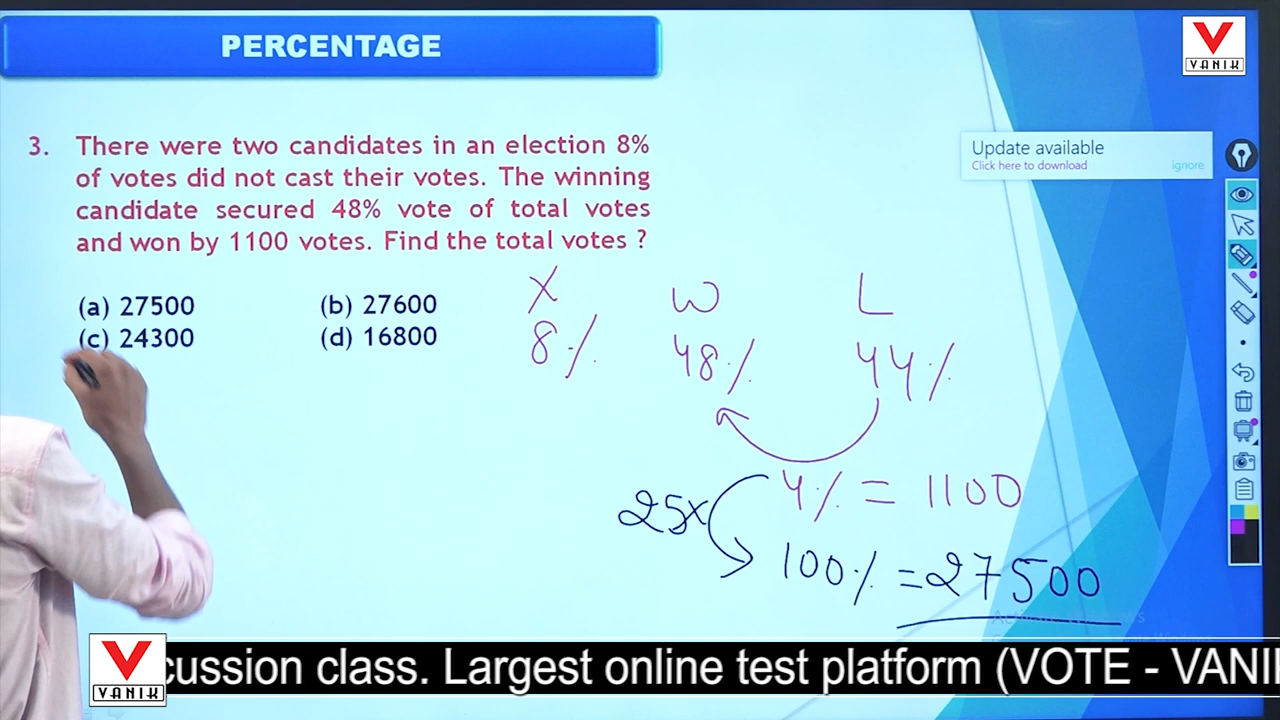 PERCENTAGE
VANIK
3. There were two candidates in an election 8%
of votes did not cast their votes. The winning
candidate secured 48% vote of total votes
and won by 1100 votes. Find the total votes ?
(a) 27500 (b) 27600
(c) 24300 (d) 16800
Update available
Click here to download ignore
X W L
8% 48% 44%
4% = 1100
25x
100% = 27500
VANIK
cussion class. Largest online test platform (VOTE - VANI